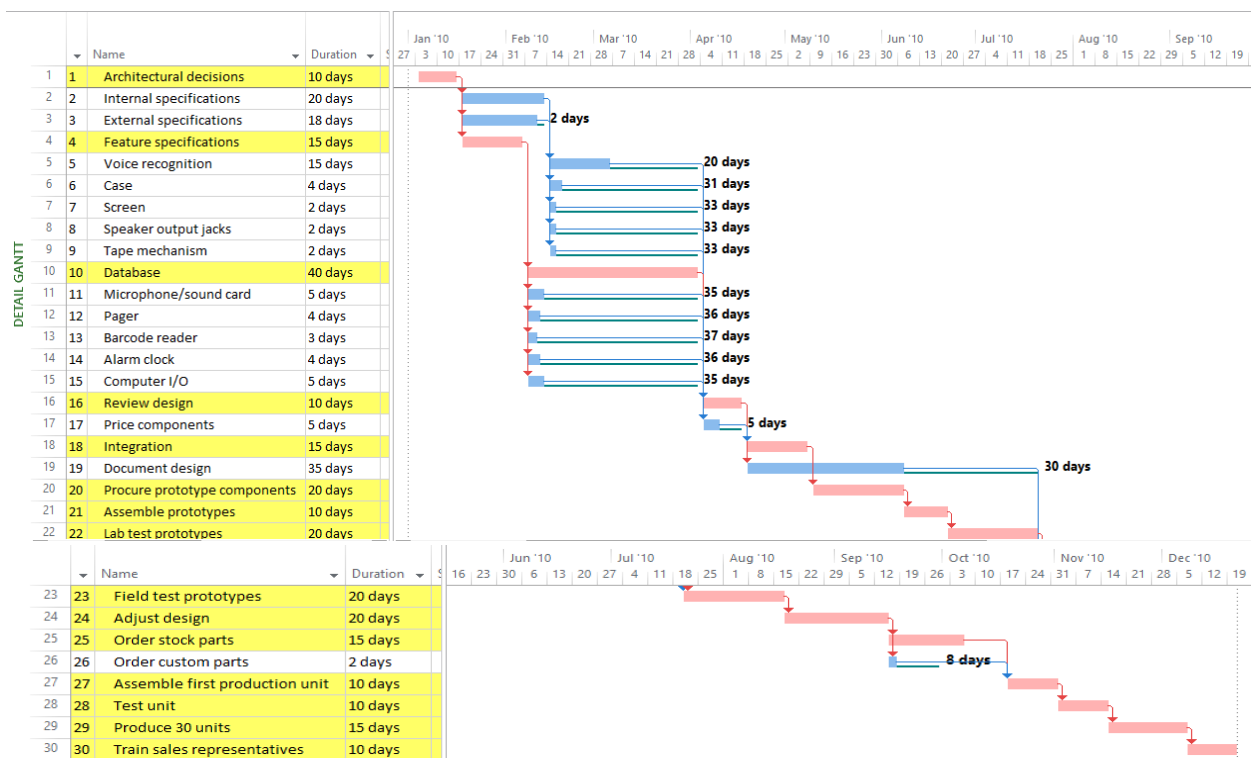 Jan '10 Feb '10 Mar '10 Apr '10 May '10 Jun '10 Jul '10 Aug '10 Sep '10
Name Duration S 27 3 10 17 24 31 7 14 21 28 7 14 21 28 4 11 18 25 2 9 16 23 30 6 13 20 27 4 11 18 25 1 8 15 22 29 5 12 19
DETAIL GANTT
1 1 Architectural decisions 10 days
2 2 Internal specifications 20 days
3 3 External specifications 18 days 2 days
4 4 Feature specifications 15 days
5 5 Voice recognition 15 days 20 days
6 6 Case 4 days 31 days
7 7 Screen 2 days 33 days
8 8 Speaker output jacks 2 days 33 days
9 9 Tape mechanism 2 days 33 days
10 10 Database 40 days
11 11 Microphone/sound card 5 days 35 days
12 12 Pager 4 days 36 days
13 13 Barcode reader 3 days 37 days
14 14 Alarm clock 4 days 36 days
15 15 Computer I/O 5 days 35 days
16 16 Review design 10 days
17 17 Price components 5 days 5 days
18 18 Integration 15 days
19 19 Document design 35 days 30 days
20 20 Procure prototype components 20 days
21 21 Assemble prototypes 10 days
22 22 Lab test prototypes 20 days
Jun '10 Jul '10 Aug '10 Sep '10 Oct '10 Nov '10 Dec '10
Name Duration S 16 23 30 6 13 20 27 4 11 18 25 1 8 15 22 29 5 12 19 26 3 10 17 24 31 7 14 21 28 5 12 19
23 23 Field test prototypes 20 days
24 24 Adjust design 20 days
25 25 Order stock parts 15 days
26 26 Order custom parts 2 days 8 days
27 27 Assemble first production unit 10 days
28 28 Test unit 10 days
29 29 Produce 30 units 15 days
30 30 Train sales representatives 10 days